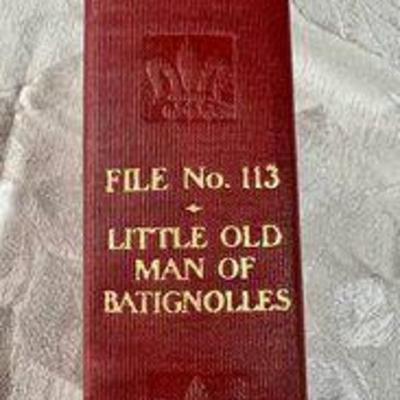 FILE No. 113
LITTLE OLD
MAN OF
BATIGNOLLES